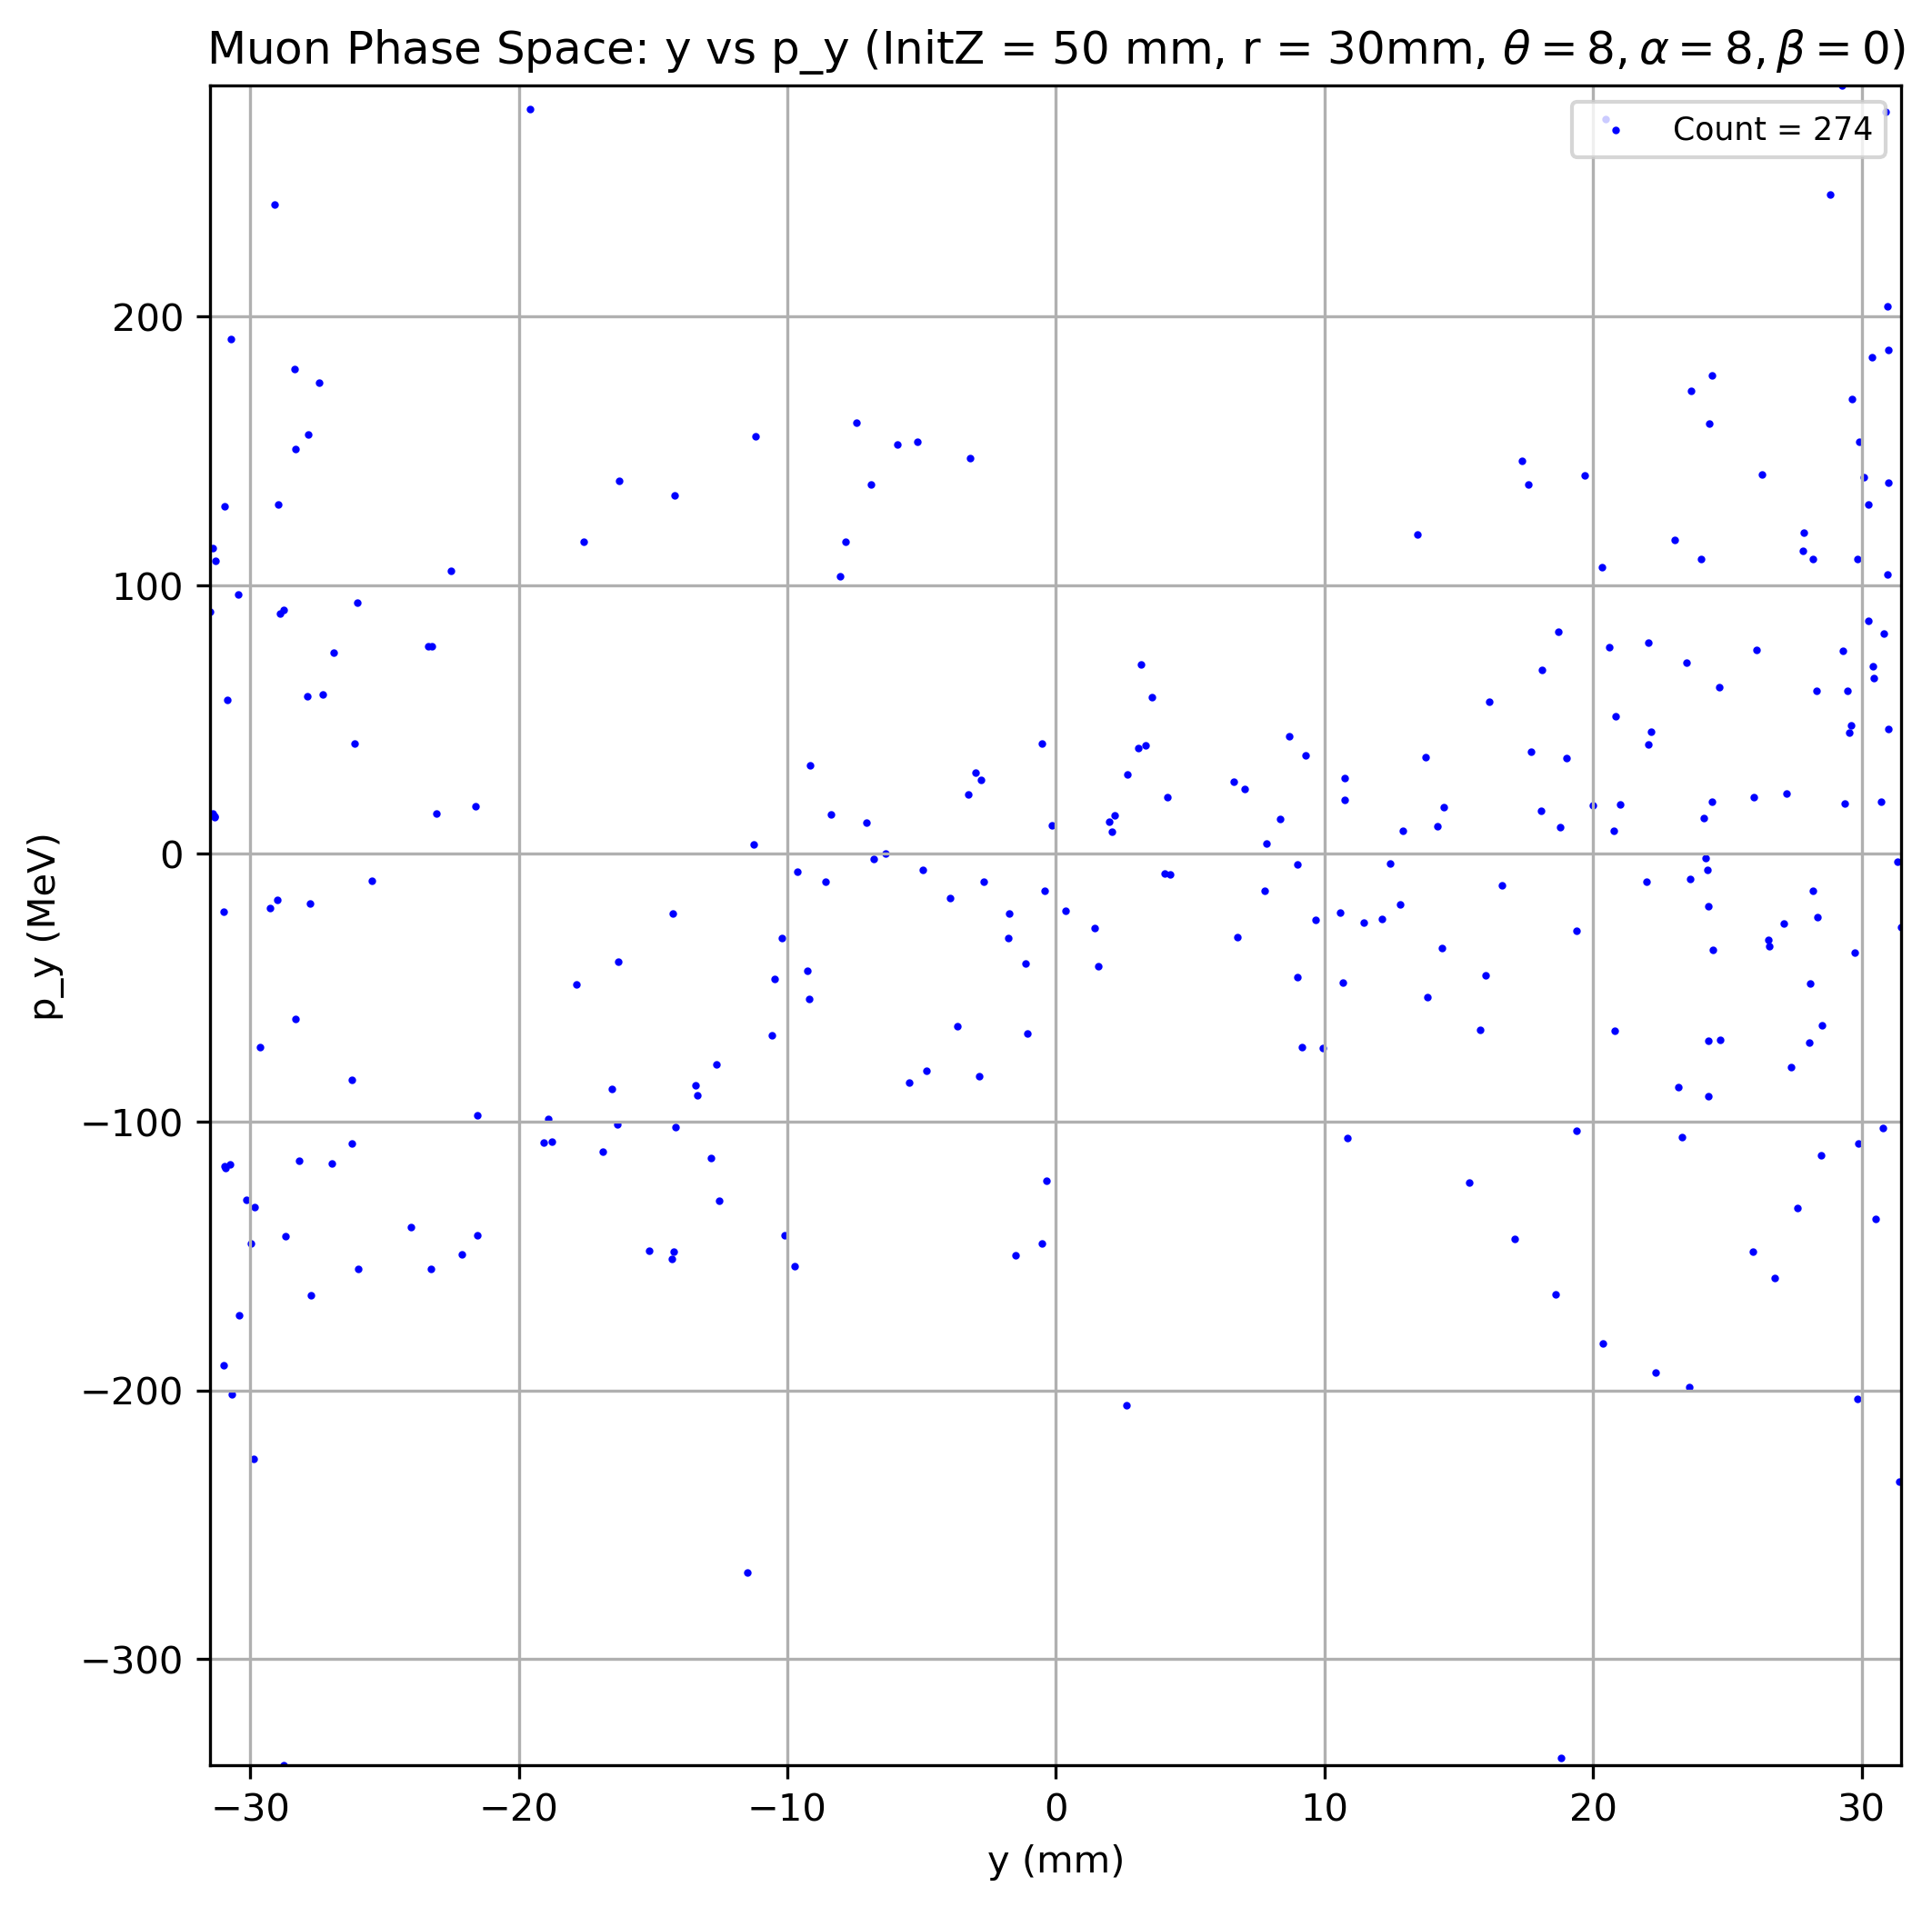 Muon Phase Space: y vs p_y (InitZ = 50 mm, r = 30mm, θ = 8, α = 8, β = 0)
Count = 274
200
100
0
−100
−200
−300
p_y (MeV)
−30 −20 −10 0 10 20 30
y (mm)